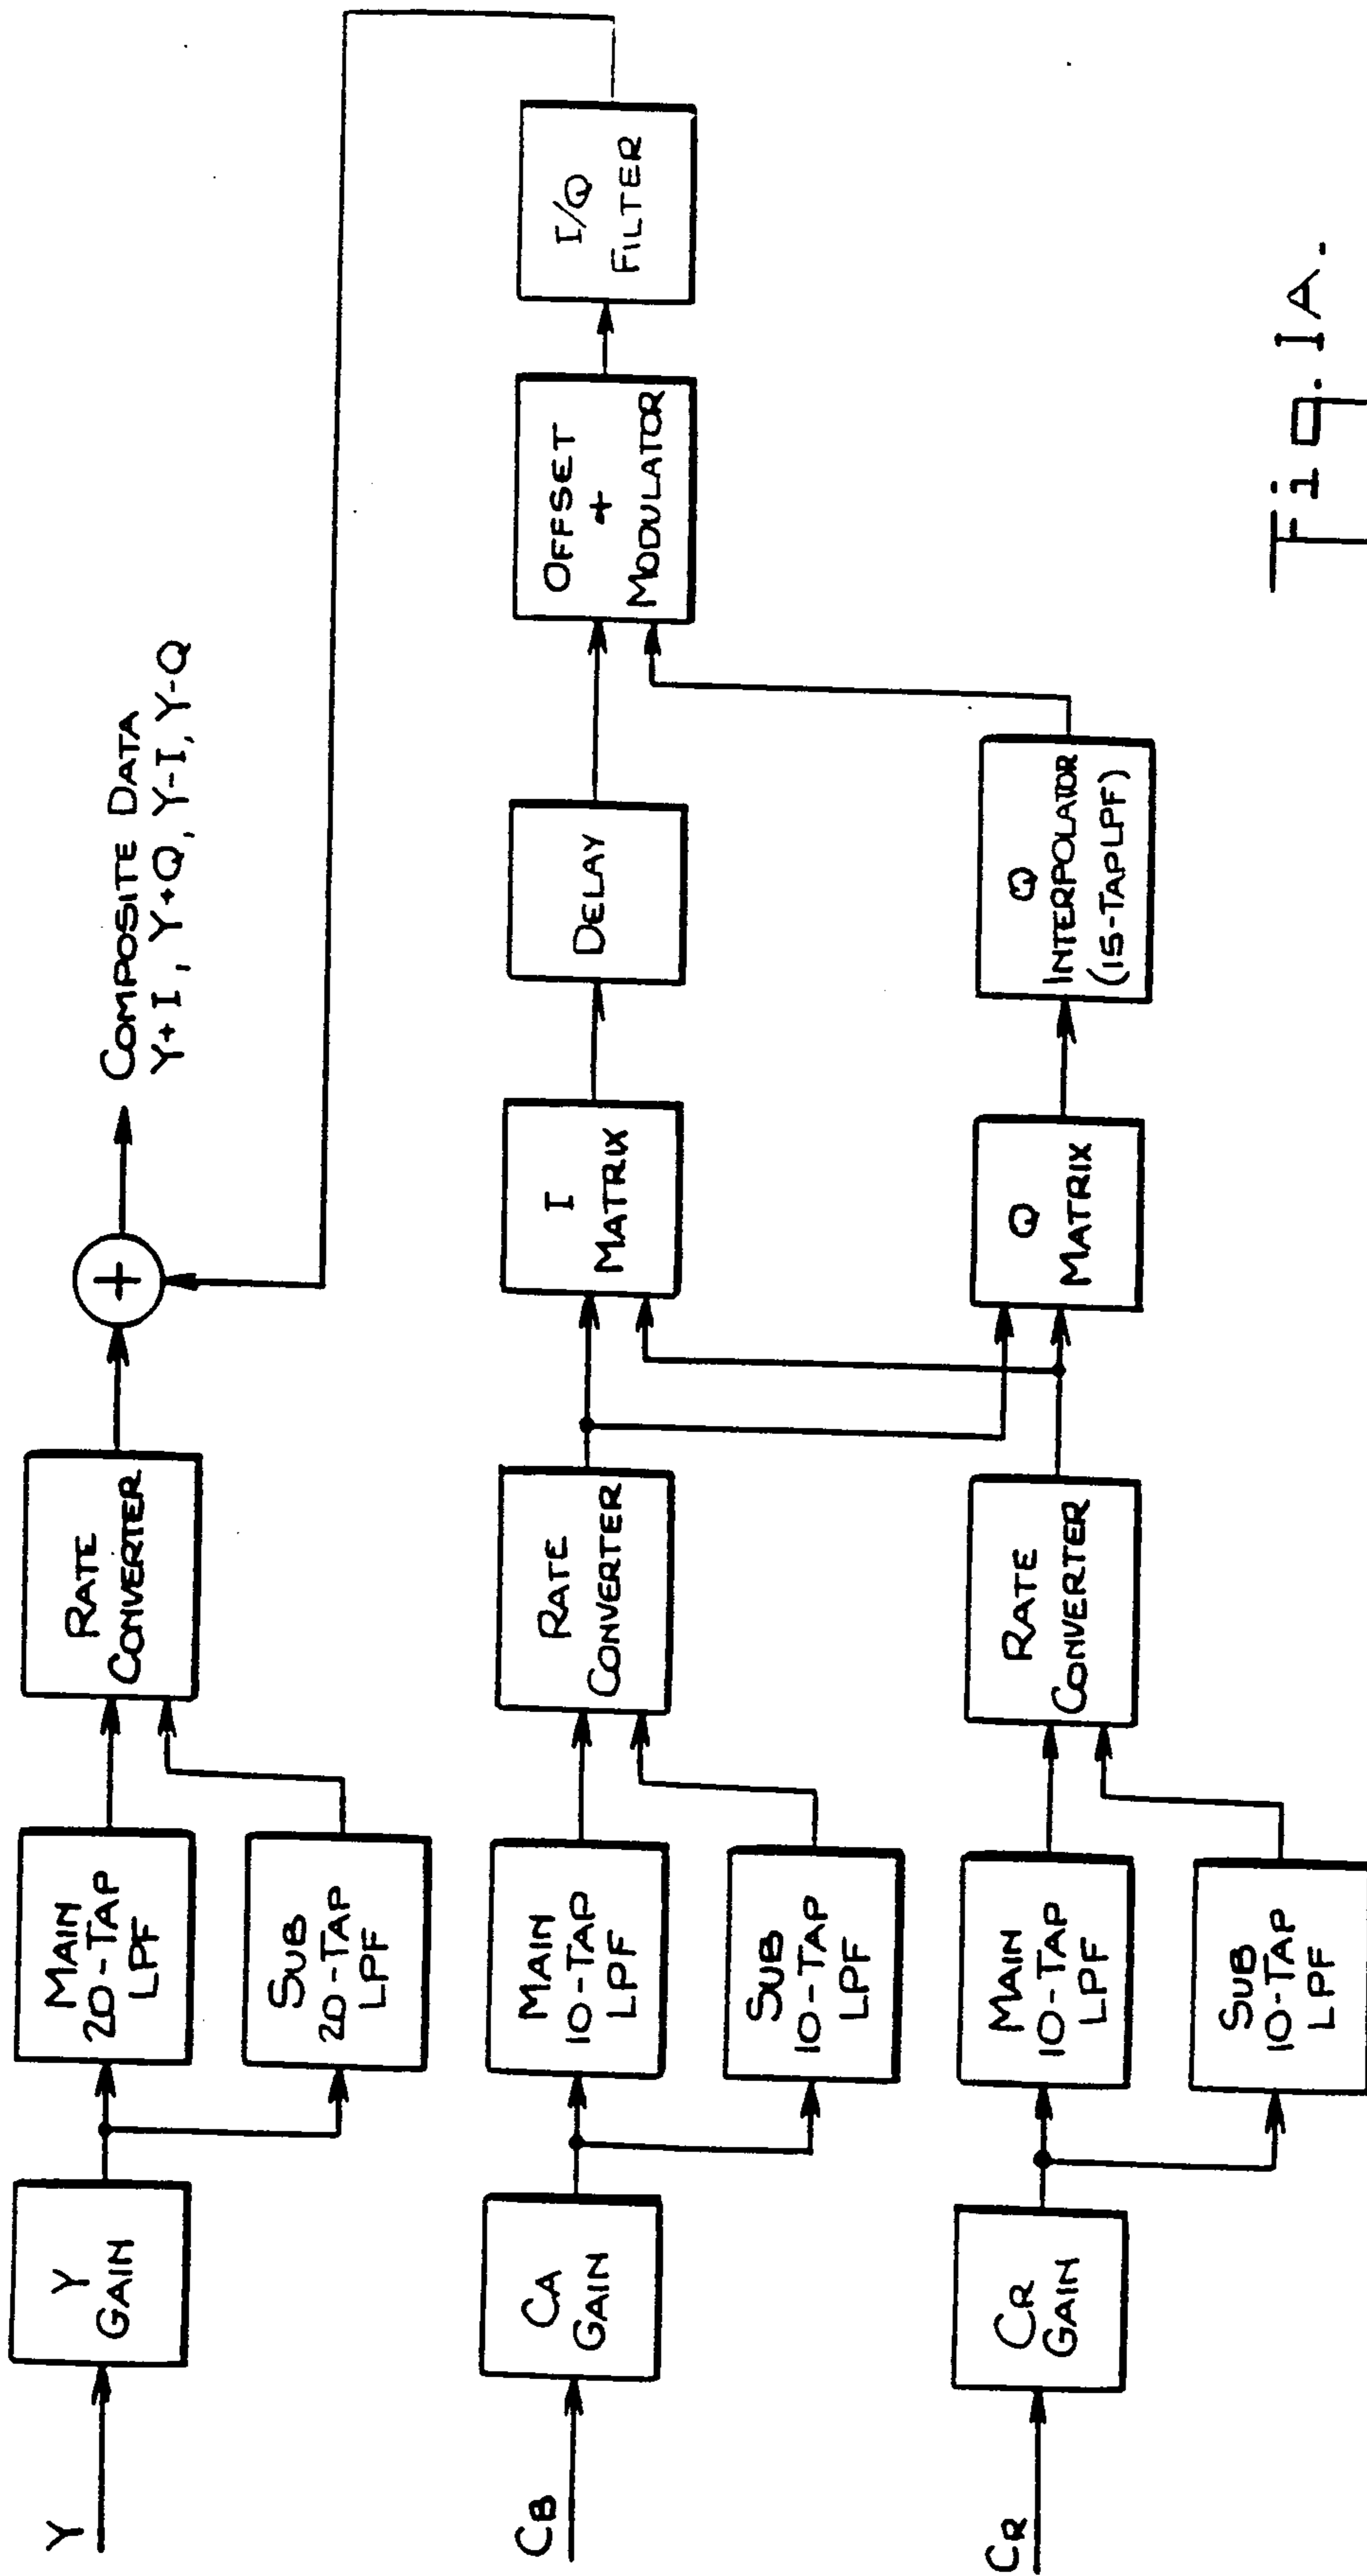 Y
Y
GAIN
MAIN
20-TAP
LPF
SUB
20-TAP
LPF
RATE
CONVERTER
+
COMPOSITE DATA
Y+I, Y+Q, Y-I, Y-Q
CB
CA
GAIN
MAIN
10-TAP
LPF
SUB
10-TAP
LPF
RATE
CONVERTER
I
MATRIX
DELAY
OFFSET
+
MODULATOR
I/Q
FILTER
CR
CR
GAIN
MAIN
10-TAP
LPF
SUB
10-TAP
LPF
RATE
CONVERTER
Q
MATRIX
Q
INTERPOLATOR
(15-TAP LPF)
Fig. 1A.